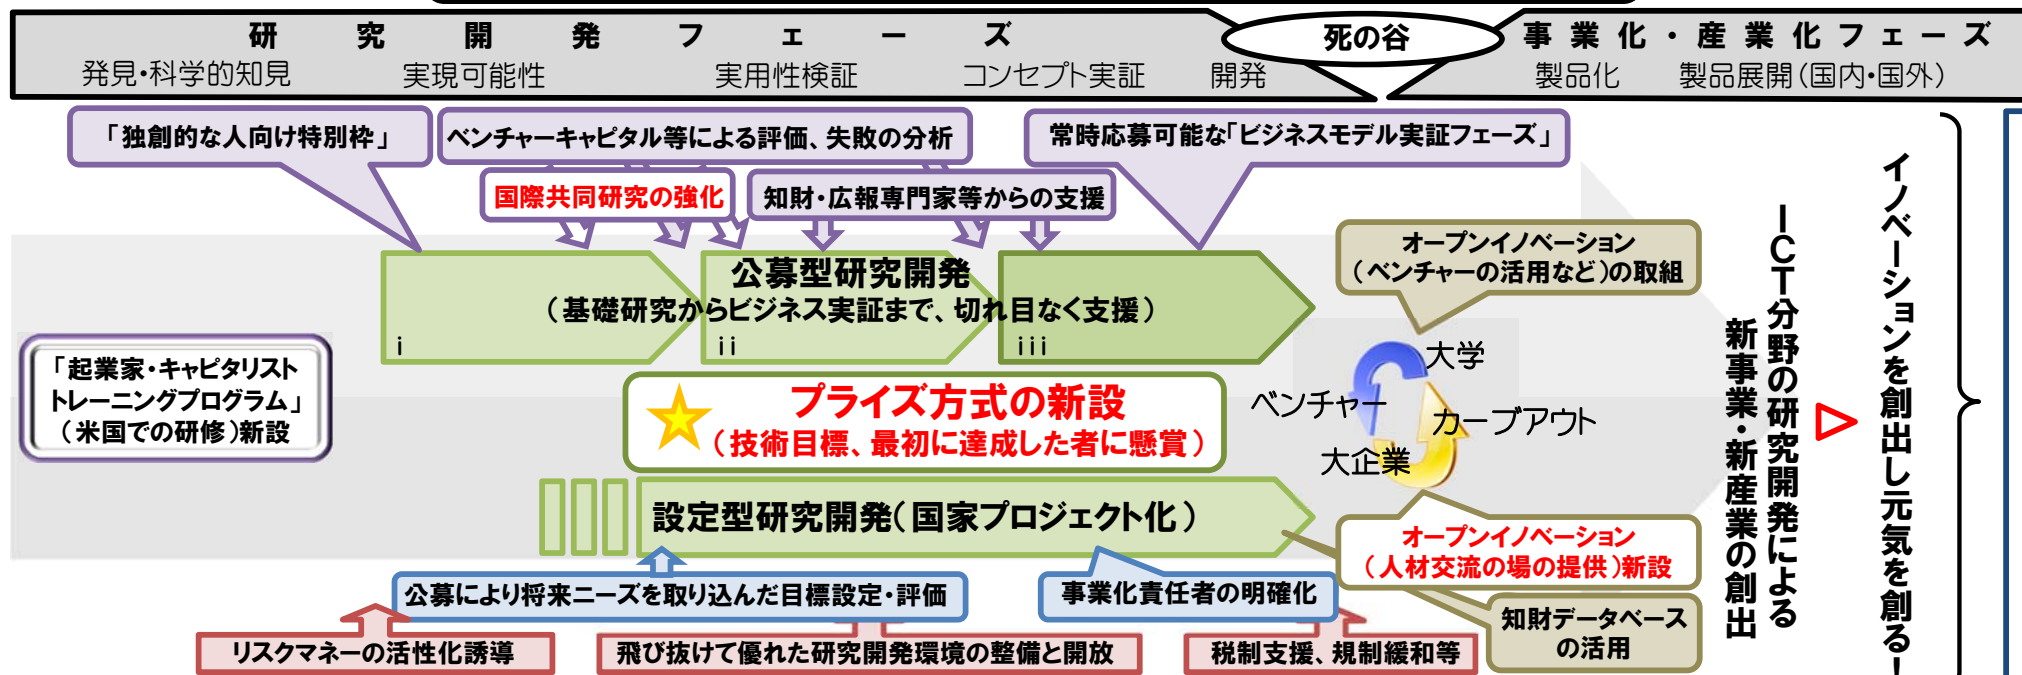 研究開発フェーズ
死の谷
事業化・産業化フェーズ
発見・科学的知見
実現可能性
実用性検証
コンセプト実証
開発
製品化
製品展開(国内・国外)
「独創的な人向け特別枠」
ベンチャーキャピタル等による評価、失敗の分析
常時応募可能な「ビジネスモデル実証フェーズ」
国際共同研究の強化
知財・広報専門家等からの支援
公募型研究開発
(基礎研究からビジネス実証まで、切れ目なく支援)
i
ii
iii
オープンイノベーション
(ベンチャーの活用など)の取組
「起業家・キャピタリスト
トレーニングプログラム」
(米国での研修)新設
プライズ方式の新設
(技術目標、最初に達成した者に懸賞)
大学
ベンチャー
カーブアウト
大企業
設定型研究開発(国家プロジェクト化)
オープンイノベーション
(人材交流の場の提供)新設
公募により将来ニーズを取り込んだ目標設定・評価
事業化責任者の明確化
知財データベース
の活用
リスクマネーの活性化誘導
飛び抜けて優れた研究開発環境の整備と開放
税制支援、規制緩和等
ICT分野の研究開発による
新事業・新産業の創出
イノベーションを創出し元気を創る!